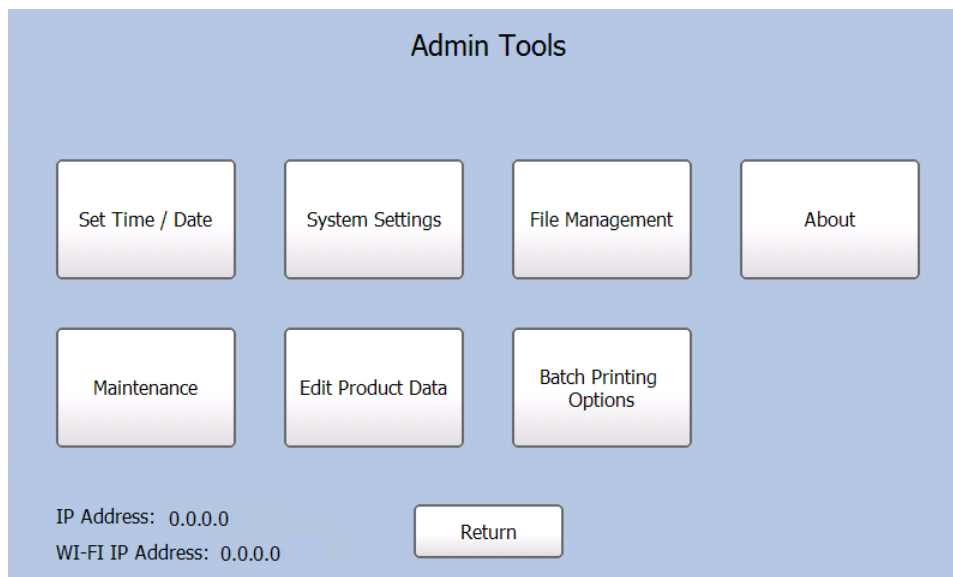 Admin Tools
Set Time / Date
System Settings
File Management
About
Maintenance
Edit Product Data
Batch Printing
Options
IP Address: 0.0.0.0
WI-FI IP Address: 0.0.0.0
Return